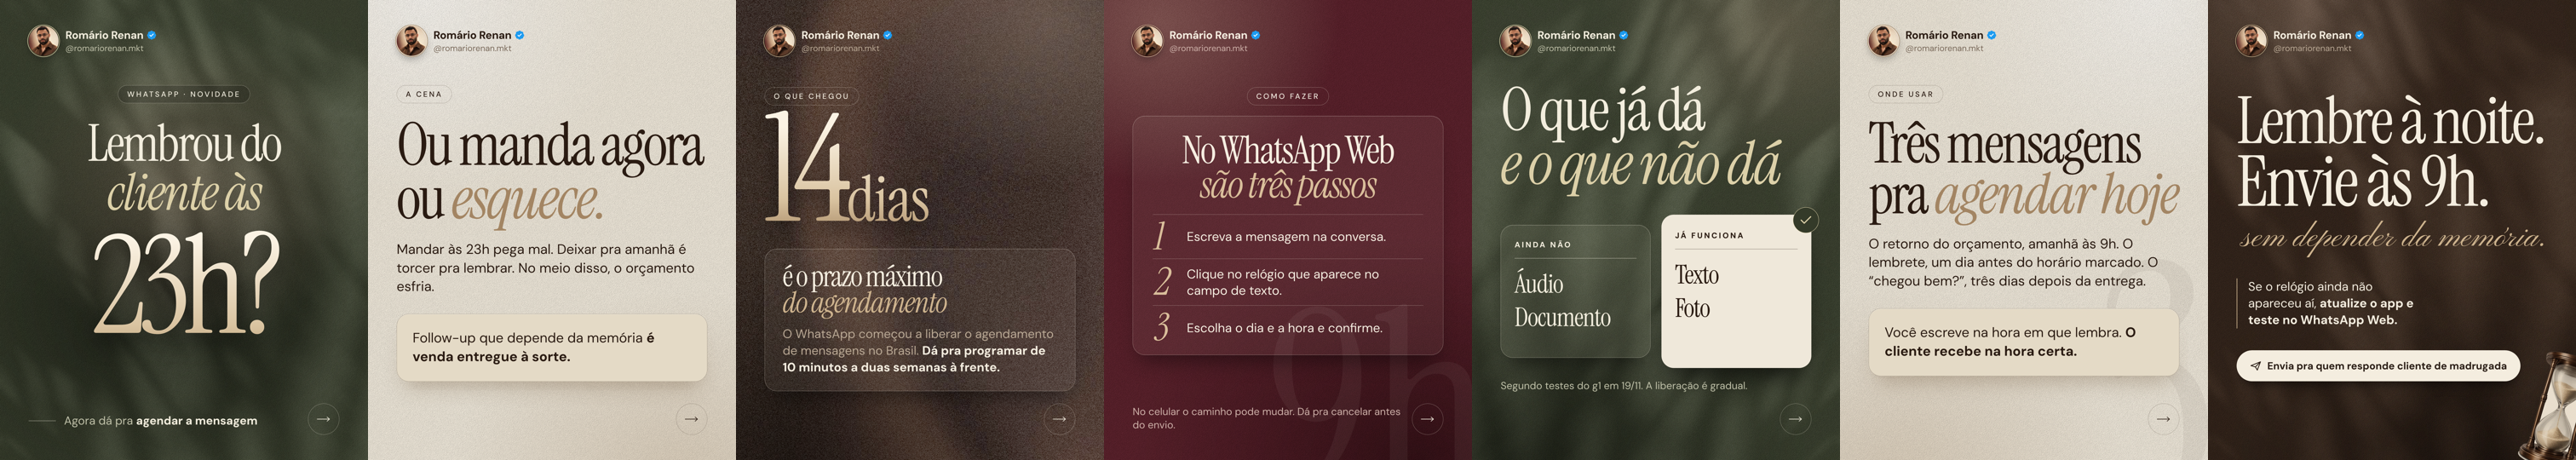 Romário Renan
@romariorenan.mkt
WHATSAPP · NOVIDADE
Lembrou do
cliente às
23h?
Agora dá pra agendar a mensagem
Romário Renan
@romariorenan.mkt
A CENA
Ou manda agora
ou esquece.
Mandar às 23h pega mal. Deixar pra amanhã é
torcer pra lembrar. No meio disso, o orçamento
esfria.
Follow-up que depende da memória é
venda entregue à sorte.
Romário Renan
@romariorenan.mkt
O QUE CHEGOU
14 dias
é o prazo máximo
do agendamento
O WhatsApp começou a liberar o agendamento
de mensagens no Brasil. Dá pra programar de
10 minutos a duas semanas à frente.
Romário Renan
@romariorenan.mkt
COMO FAZER
No WhatsApp Web
são três passos
1 Escreva a mensagem na conversa.
2 Clique no relógio que aparece no
campo de texto.
3 Escolha o dia e a hora e confirme.
9h
No celular o caminho pode mudar. Dá pra cancelar antes
do envio.
Romário Renan
@romariorenan.mkt
O que já dá
e o que não dá
AINDA NÃO
Áudio
Documento
JÁ FUNCIONA
Texto
Foto
Segundo testes do g1 em 19/11. A liberação é gradual.
Romário Renan
@romariorenan.mkt
ONDE USAR
Três mensagens
pra agendar hoje
O retorno do orçamento, amanhã às 9h. O
lembrete, um dia antes do horário marcado. O
“chegou bem?”, três dias depois da entrega.
3
Você escreve na hora em que lembra. O
cliente recebe na hora certa.
Romário Renan
@romariorenan.mkt
Lembre à noite.
Envie às 9h.
sem depender da memória.
Se o relógio ainda não
apareceu aí, atualize o app e
teste no WhatsApp Web.
Envia pra quem responde cliente de madrugada